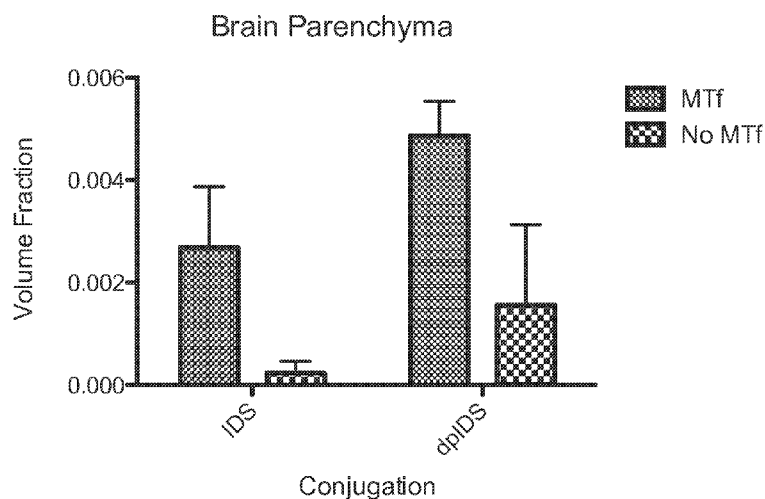 Brain Parenchyma
0.006
0.004
0.002
0.000
Volume Fraction
IDS
dpIDS
Conjugation
MTf
No MTf